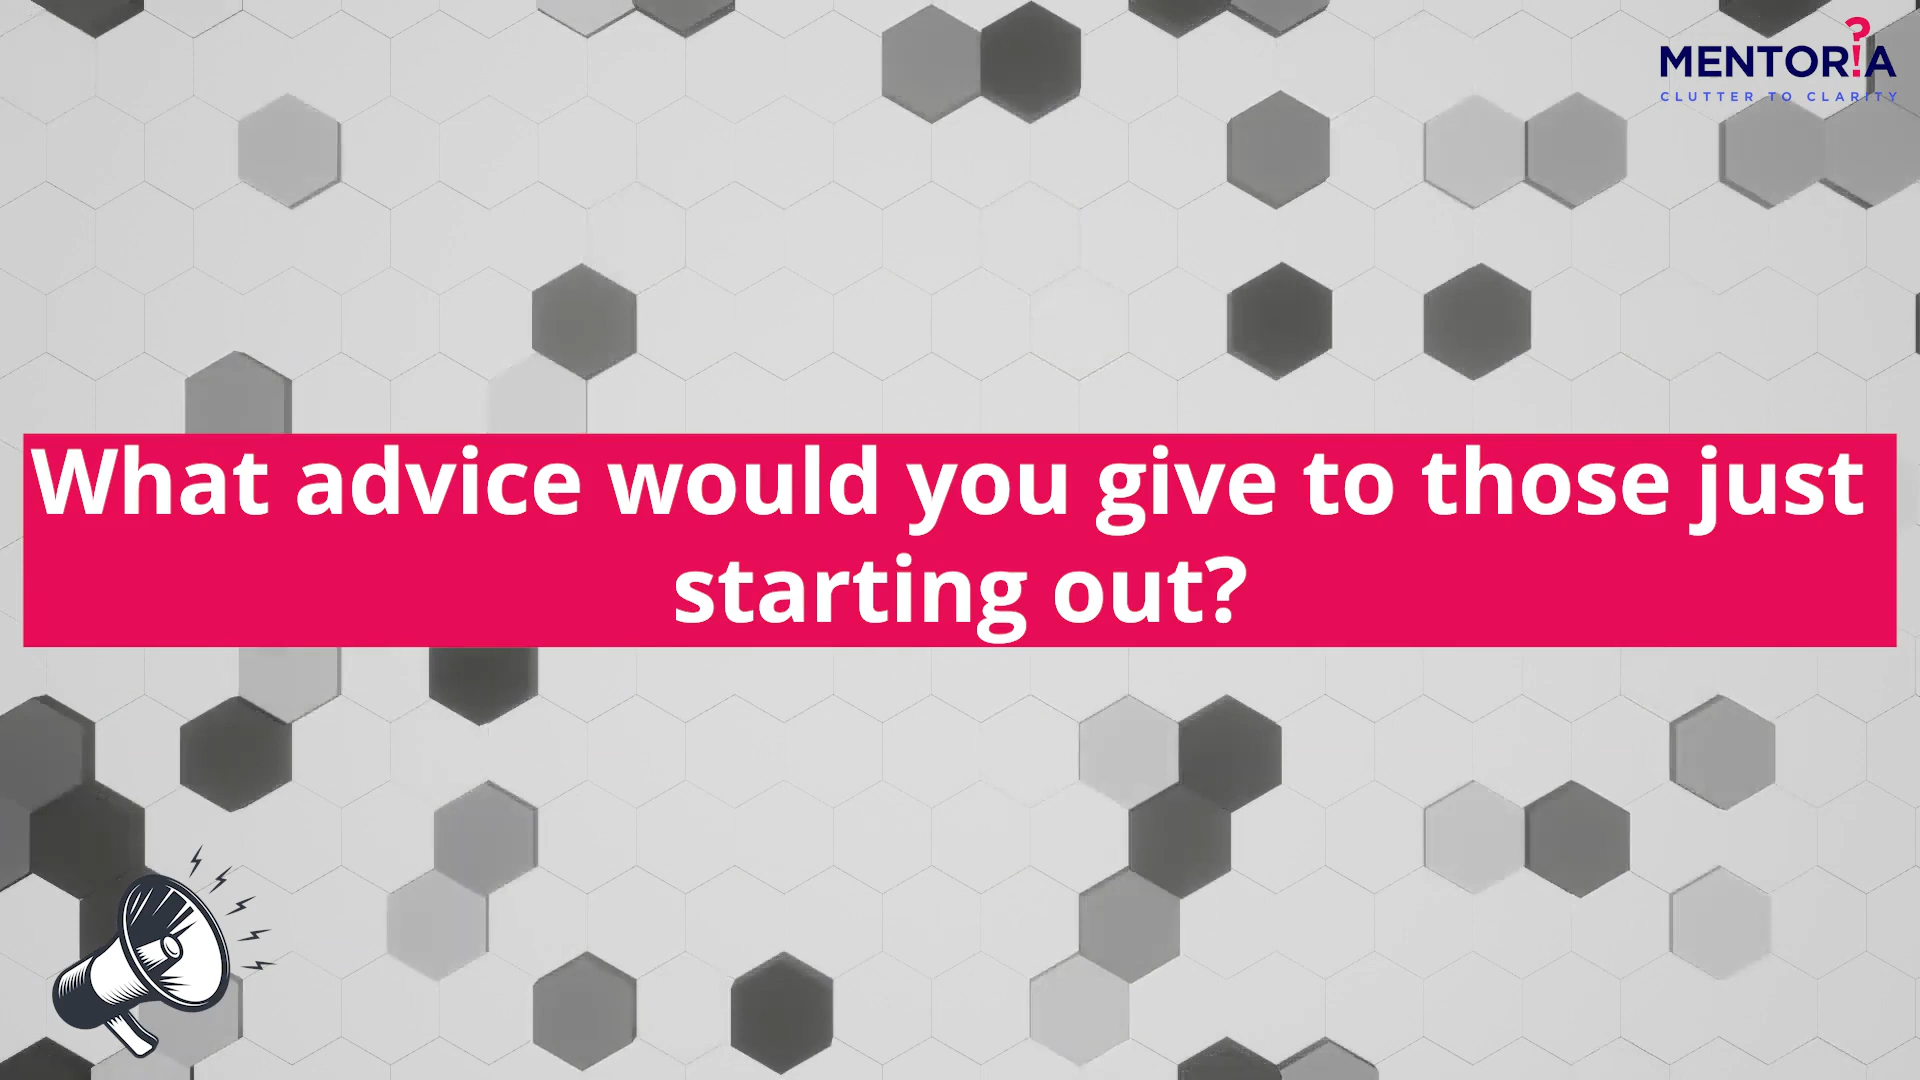 MENTOR!A
CLUTTER TO CLARITY
What advice would you give to those just
starting out?